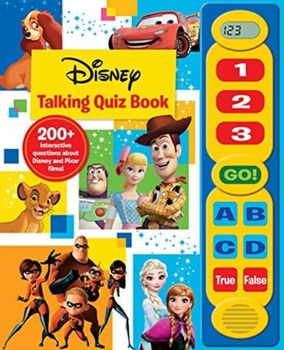 Disney
Talking Quiz Book
200+
interactive
questions about
Disney and Pixar
films!
123
1
2
3
GO!
A B
C D
True False